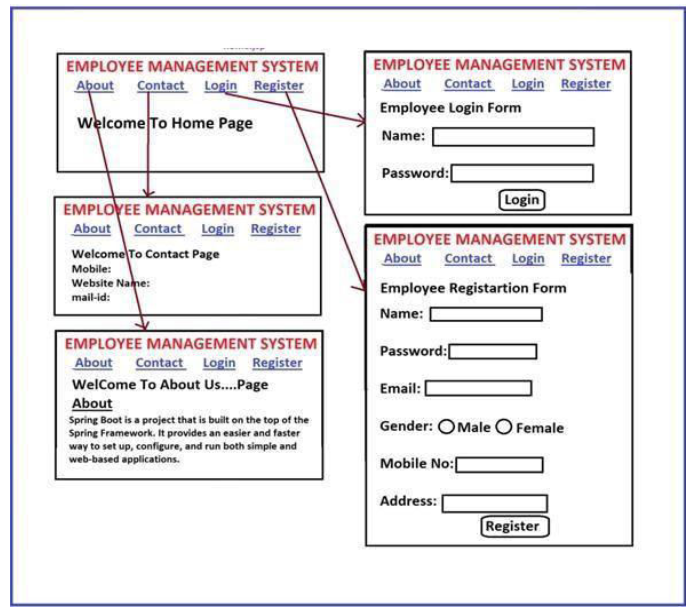 EMPLOYEE MANAGEMENT SYSTEM
About Contact Login Register
Welcome To Home Page
EMPLOYEE MANAGEMENT SYSTEM
About Contact Login Register
Welcome To Contact Page
Mobile:
Website Name:
mail-id:
EMPLOYEE MANAGEMENT SYSTEM
About Contact Login Register
WelCome To About Us....Page
About
Spring Boot is a project that is built on the top of the
Spring Framework. It provides an easier and faster
way to set up, configure, and run both simple and
web-based applications.
EMPLOYEE MANAGEMENT SYSTEM
About Contact Login Register
Employee Login Form
Name:
Password:
Login
EMPLOYEE MANAGEMENT SYSTEM
About Contact Login Register
Employee Registartion Form
Name:
Password:
Email:
Gender: Male Female
Mobile No:
Address:
Register